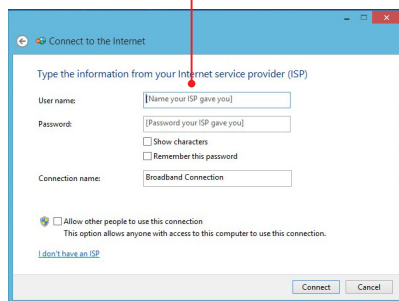 Connect to the Internet
Type the information from your Internet service provider (ISP)
User name: [Name your ISP gave you]
Password: [Password your ISP gave you]
Show characters
Remember this password
Connection name: Broadband Connection
Allow other people to use this connection
This option allows anyone with access to this computer to use this connection.
I don't have an ISP
Connect Cancel